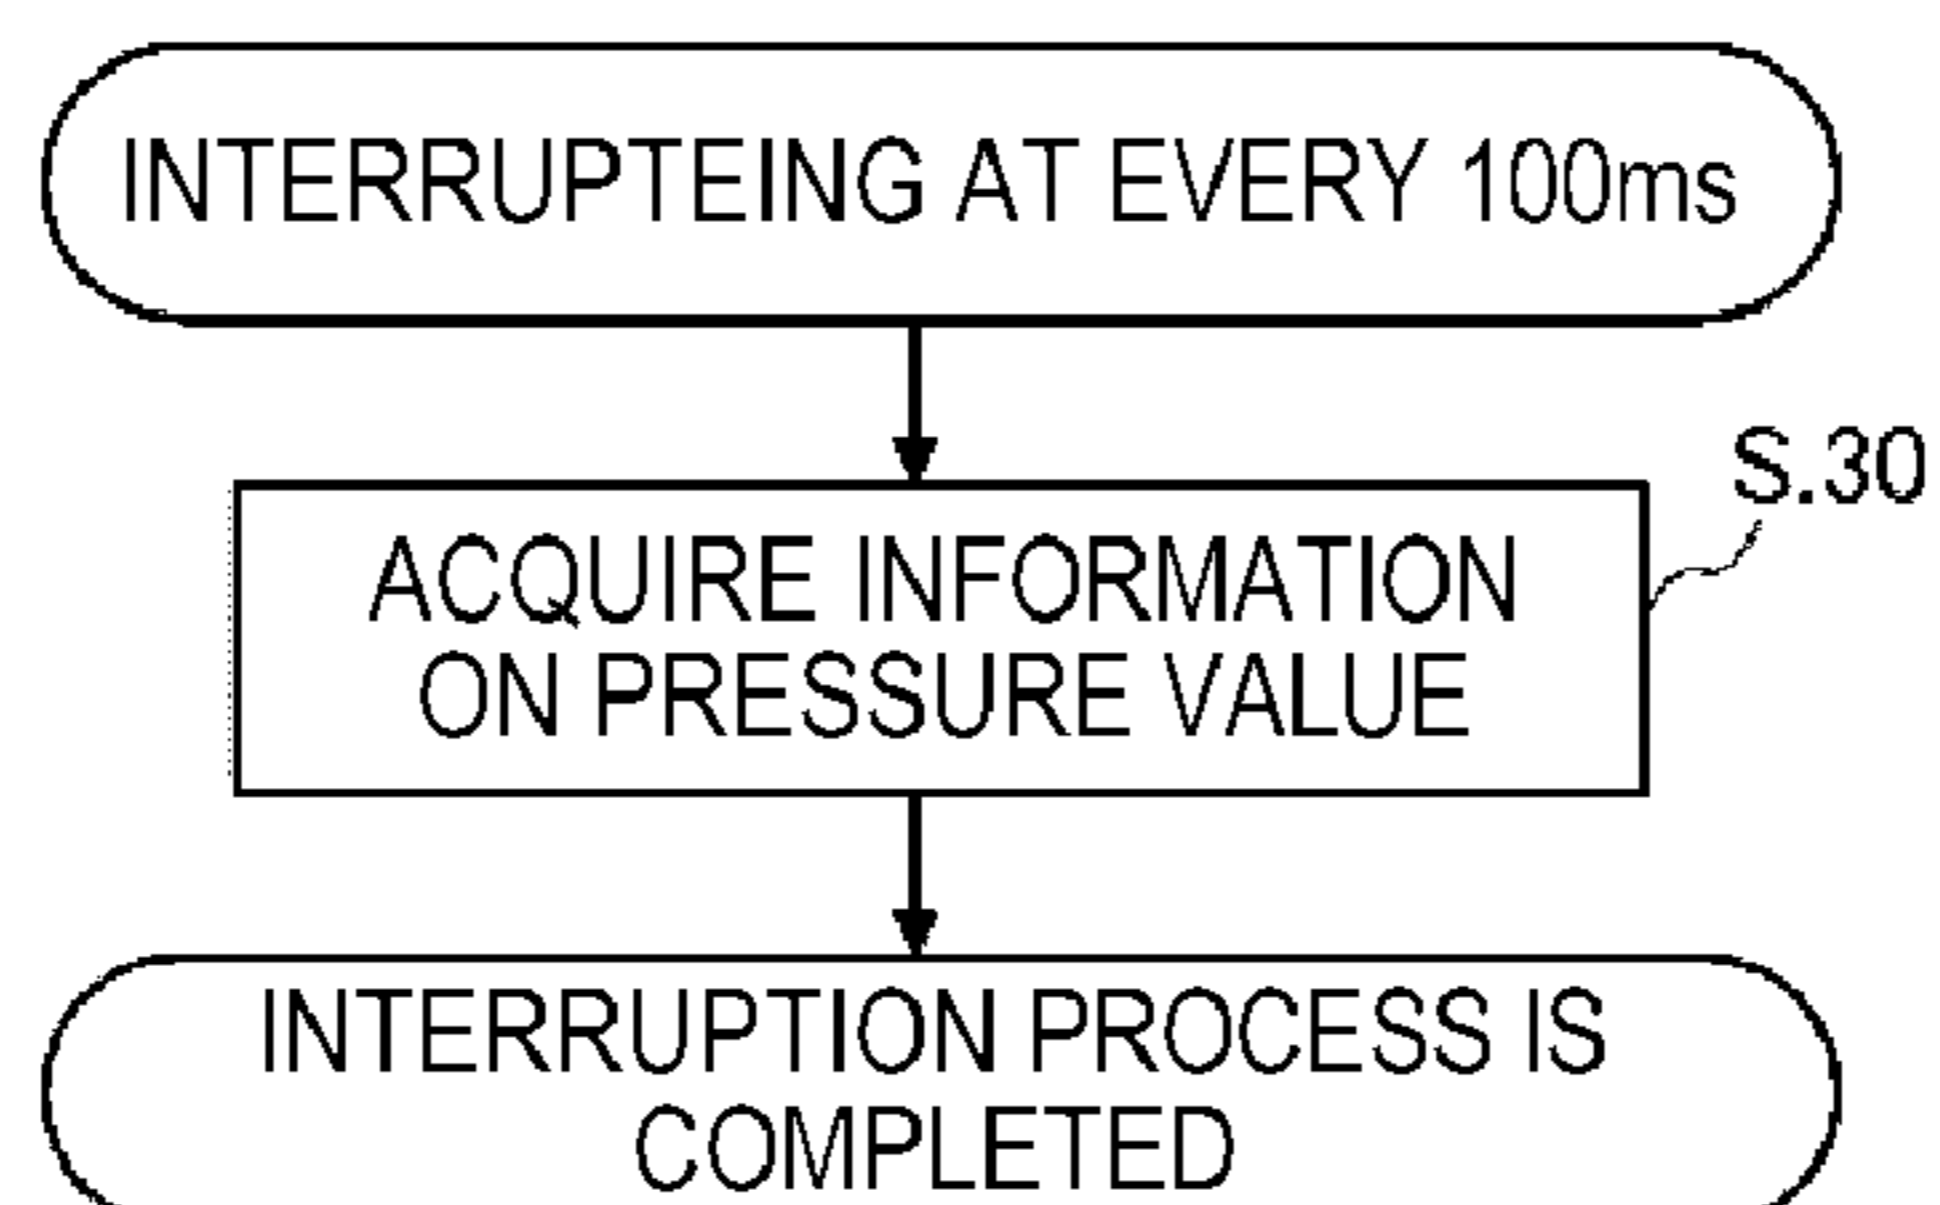 INTERRUPTEING AT EVERY 100ms
S.30
ACQUIRE INFORMATION
ON PRESSURE VALUE
INTERRUPTION PROCESS IS
COMPLETED